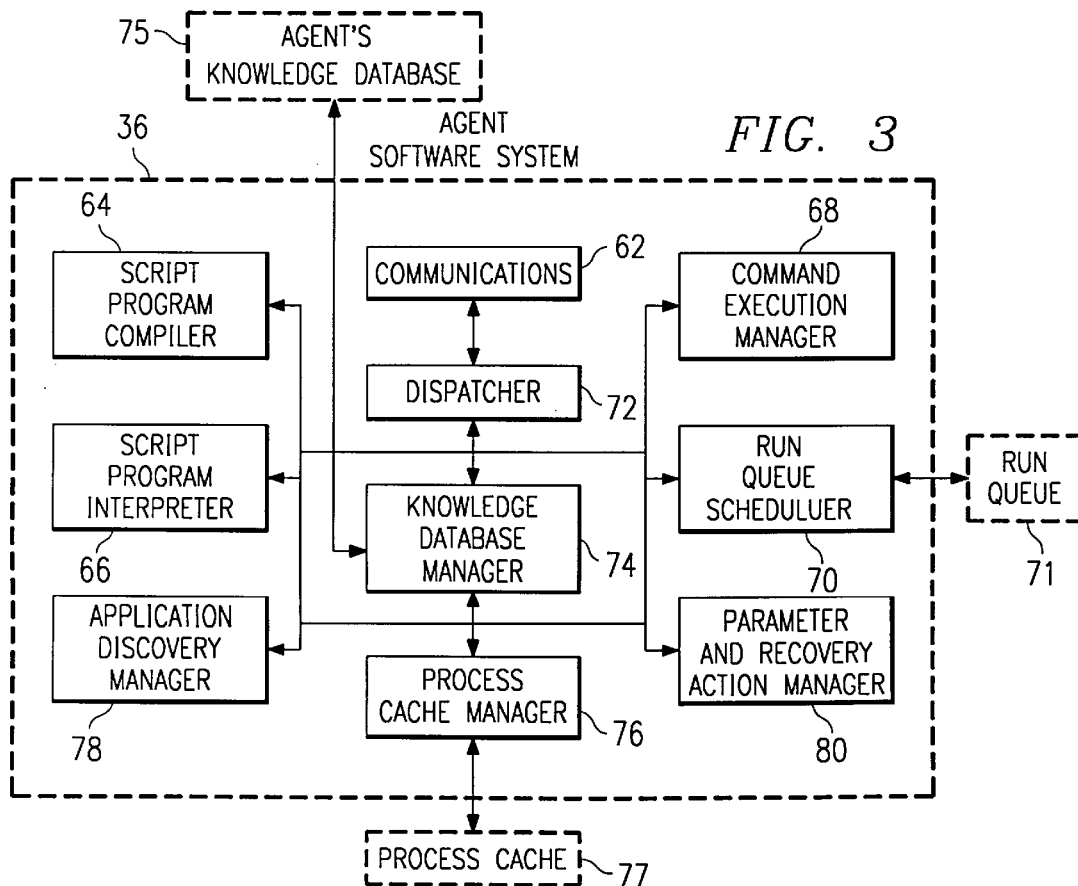 75
AGENT'S
KNOWLEDGE DATABASE
36
AGENT
SOFTWARE SYSTEM
FIG. 3
64
SCRIPT
PROGRAM
COMPILER
COMMUNICATIONS
62
68
COMMAND
EXECUTION
MANAGER
DISPATCHER
72
SCRIPT
PROGRAM
INTERPRETER
66
KNOWLEDGE
DATABASE
MANAGER
74
RUN
QUEUE
SCHEDULUER
70
RUN
QUEUE
71
APPLICATION
DISCOVERY
MANAGER
78
PROCESS
CACHE MANAGER
76
PARAMETER
AND RECOVERY
ACTION MANAGER
80
PROCESS CACHE
77